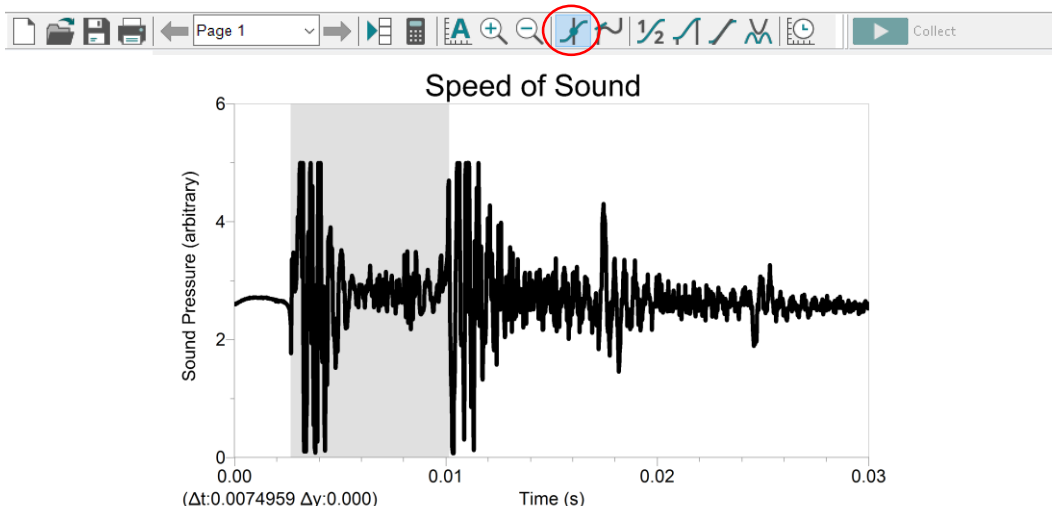 Page 1
A
1/2
Collect
Speed of Sound
6
4
2
0
Sound Pressure (arbitrary)
0.00
0.01
0.02
0.03
(Δt:0.0074959 Δy:0.000)
Time (s)